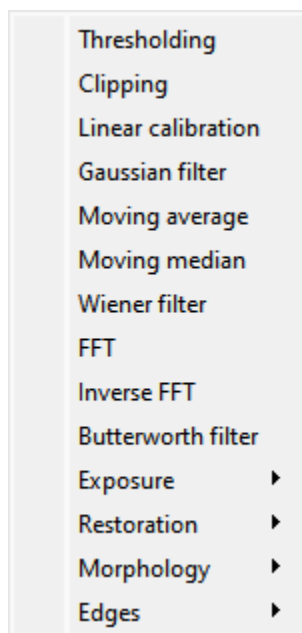 Thresholding
Clipping
Linear calibration
Gaussian filter
Moving average
Moving median
Wiener filter
FFT
Inverse FFT
Butterworth filter
Exposure
Restoration
Morphology
Edges